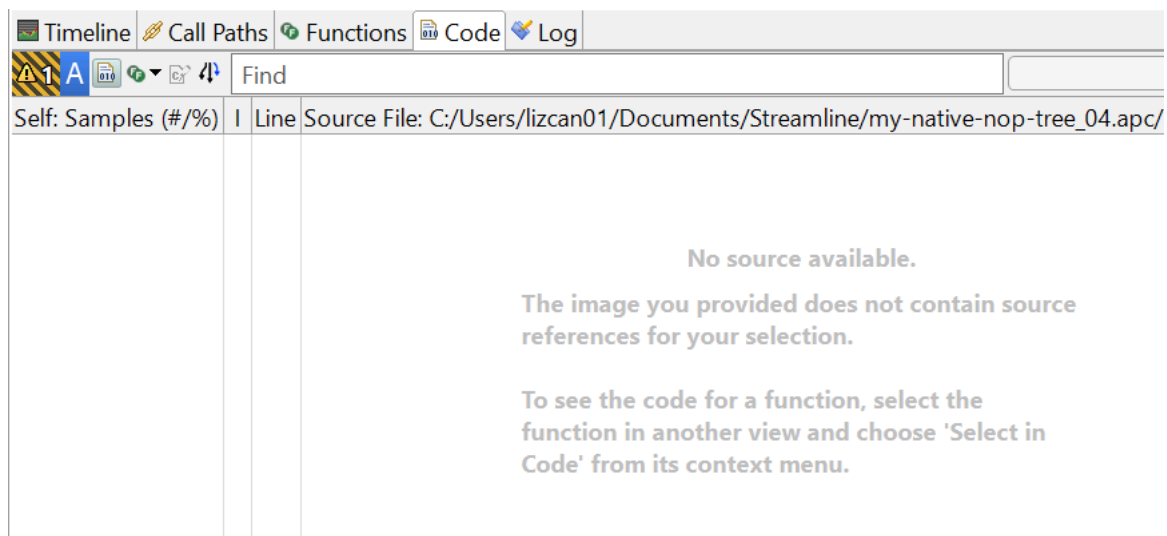 Timeline Call Paths Functions Code Log
1 A Find
Self: Samples (#/%) I Line Source File: C:/Users/lizcan01/Documents/Streamline/my-native-nop-tree_04.apc/
No source available.
The image you provided does not contain source
references for your selection.
To see the code for a function, select the
function in another view and choose 'Select in
Code' from its context menu.